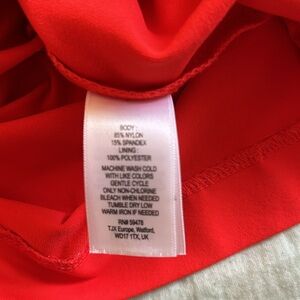 BODY:
85% NYLON
15% SPANDEX
LINING:
100% POLYESTER
MACHINE WASH COLD
WITH LIKE COLORS
GENTLE CYCLE
ONLY NON-CHLORINE
BLEACH WHEN NEEDED
TUMBLE DRY LOW
WARM IRON IF NEEDED
RN# 59478
TJX Europe, Watford,
WD17 1TX, UK